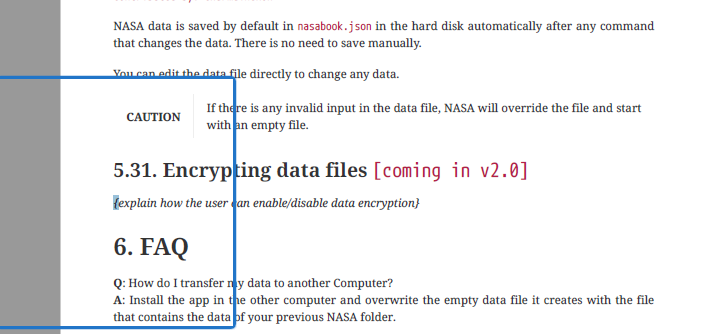 NASA data is saved by default in nasabook.json in the hard disk automatically after any command
that changes the data. There is no need to save manually.
You can edit the data file directly to change any data.
CAUTION
If there is any invalid input in the data file, NASA will override the file and start
with an empty file.
5.31. Encrypting data files [coming in v2.0]
{explain how the user can enable/disable data encryption}
6. FAQ
Q: How do I transfer my data to another Computer?
A: Install the app in the other computer and overwrite the empty data file it creates with the file
that contains the data of your previous NASA folder.